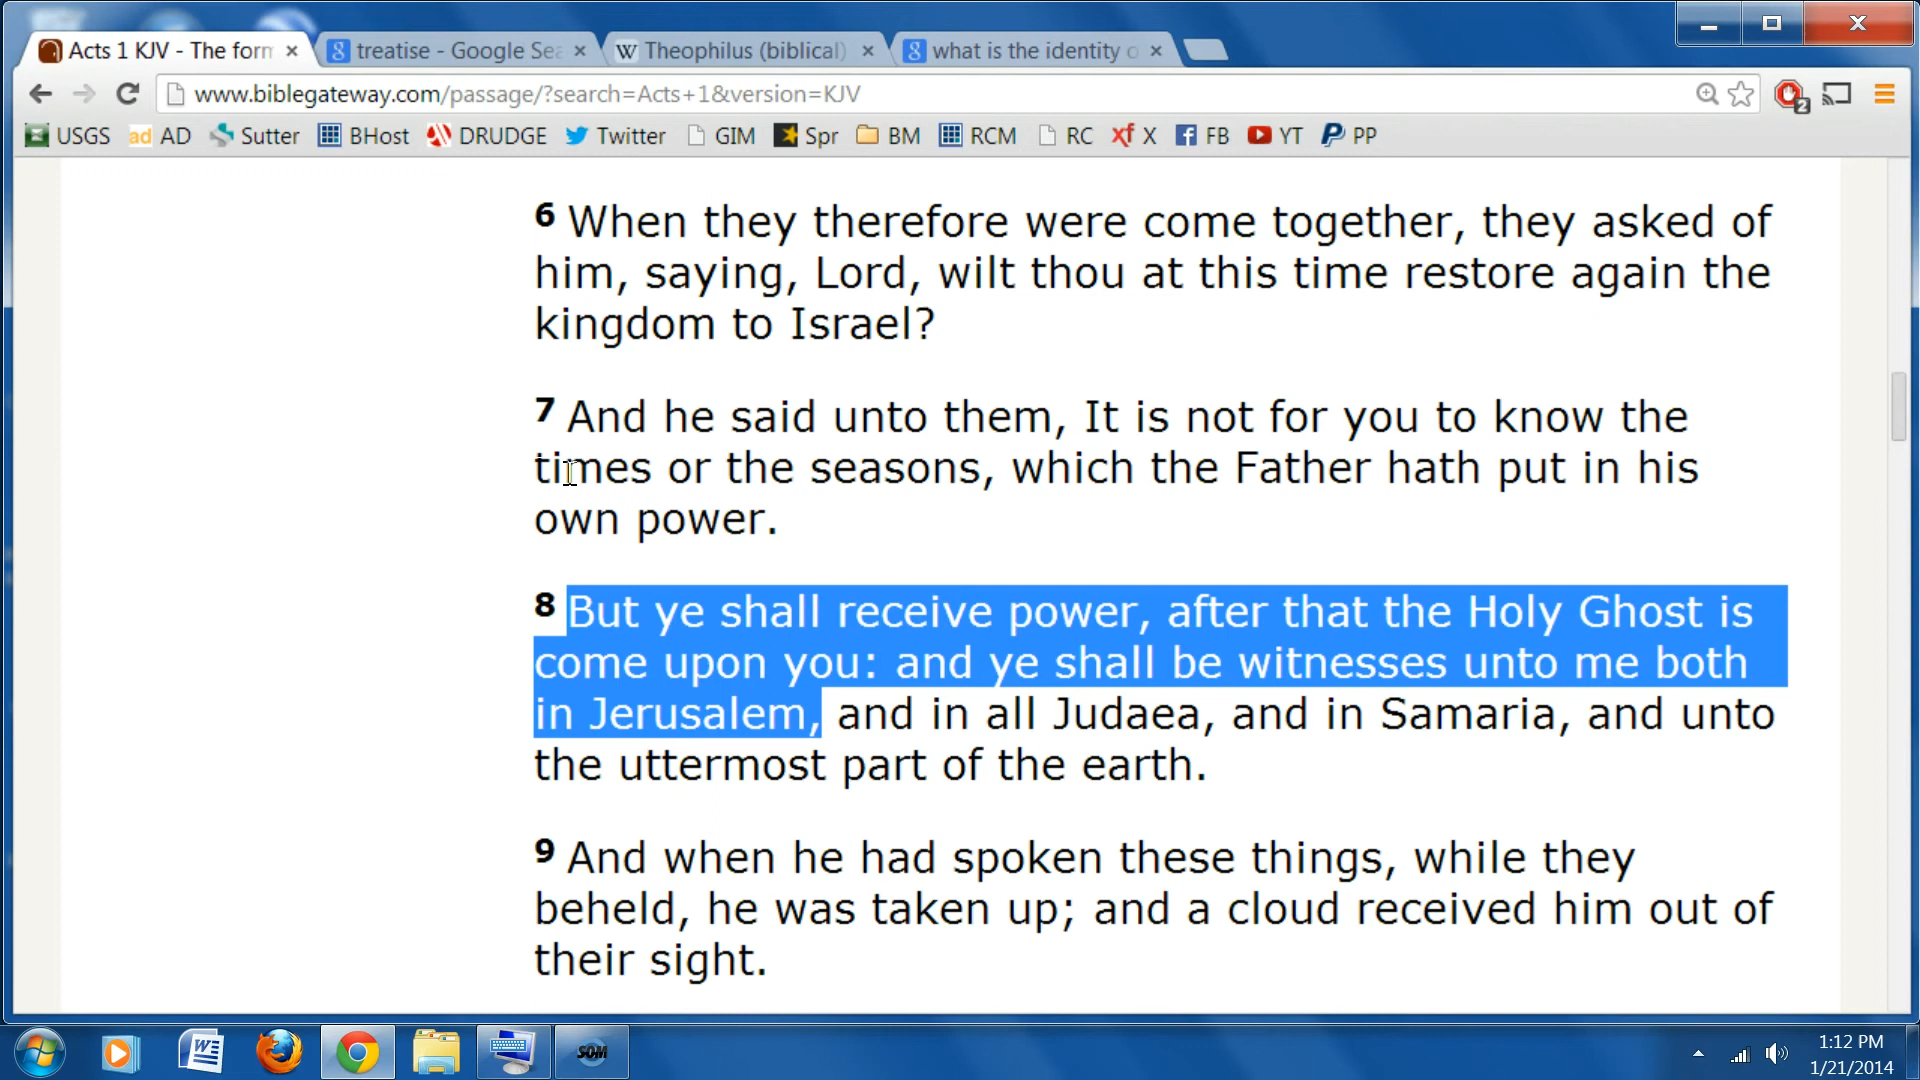 Acts 1 KJV - The form
treatise - Google Sea
Theophilus (biblical)
what is the identity o
www.biblegateway.com/passage/?search=Acts+1&version=KJV
2
USGS ad AD Sutter BHost DRUDGE Twitter GIM Spr BM RCM RC xf X FB YT PP
6 When they therefore were come together, they asked of
him, saying, Lord, wilt thou at this time restore again the
kingdom to Israel?
7 And he said unto them, It is not for you to know the
times or the seasons, which the Father hath put in his
own power.
8 But ye shall receive power, after that the Holy Ghost is
come upon you: and ye shall be witnesses unto me both
in Jerusalem, and in all Judaea, and in Samaria, and unto
the uttermost part of the earth.
9 And when he had spoken these things, while they
beheld, he was taken up; and a cloud received him out of
their sight.
SOM
1:12 PM
1/21/2014